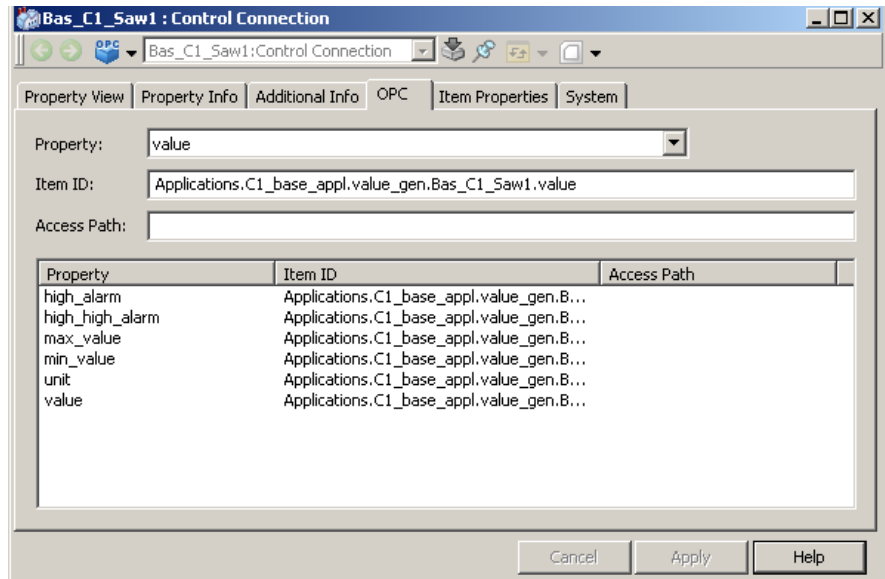 Bas_C1_Saw1 : Control Connection
OPC Bas_C1_Saw1:Control Connection
Property View Property Info Additional Info OPC Item Properties System
Property: value
Item ID: Applications.C1_base_appl.value_gen.Bas_C1_Saw1.value
Access Path:
Property Item ID Access Path
high_alarm Applications.C1_base_appl.value_gen.B...
high_high_alarm Applications.C1_base_appl.value_gen.B...
max_value Applications.C1_base_appl.value_gen.B...
min_value Applications.C1_base_appl.value_gen.B...
unit Applications.C1_base_appl.value_gen.B...
value Applications.C1_base_appl.value_gen.B...
Cancel Apply Help